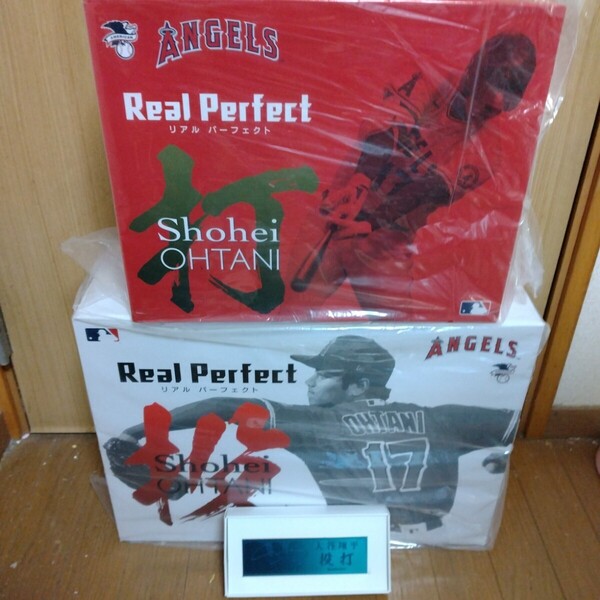 AMERICAN
ANGELS
Real Perfect
リアル パーフェクト
打
Shohei
OHTANI
ANGELS
Real Perfect
リアル パーフェクト
OHTANI
17
投
Shohei
OHTANI
大谷翔平
投打